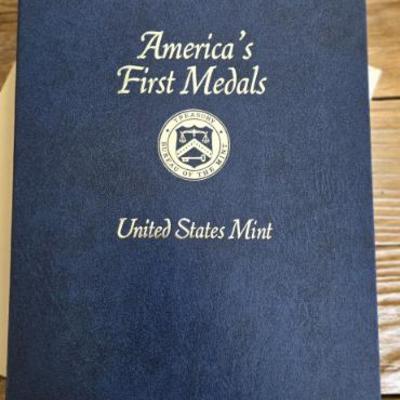 America's
First Medals
TREASURY
BUREAU OF THE MINT
United States Mint